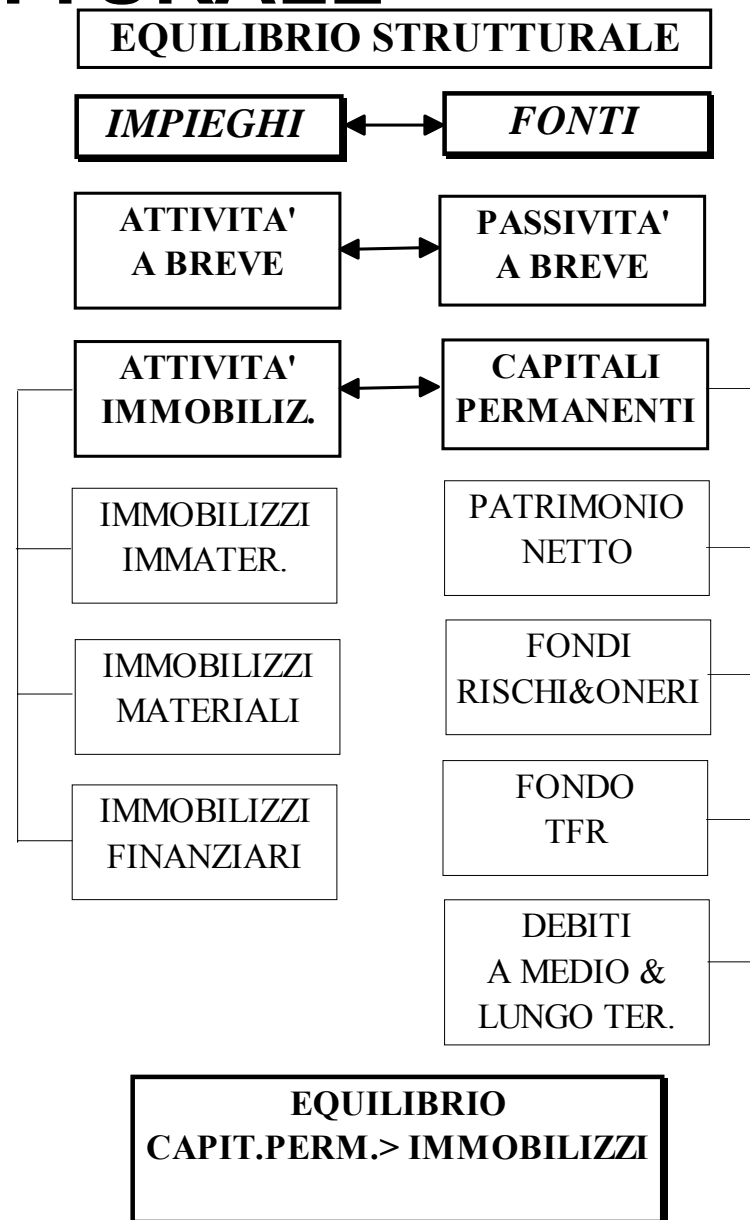 EQUILIBRIO STRUTTURALE
IMPIEGHI
FONTI
ATTIVITA'
A BREVE
PASSIVITA'
A BREVE
ATTIVITA'
IMMOBILIZ.
CAPITALI
PERMANENTI
IMMOBILIZZI
IMMATER.
PATRIMONIO
NETTO
IMMOBILIZZI
MATERIALI
FONDI
RISCHI&ONERI
IMMOBILIZZI
FINANZIARI
FONDO
TFR
DEBITI
A MEDIO &
LUNGO TER.
EQUILIBRIO
CAPIT.PERM.> IMMOBILIZZI